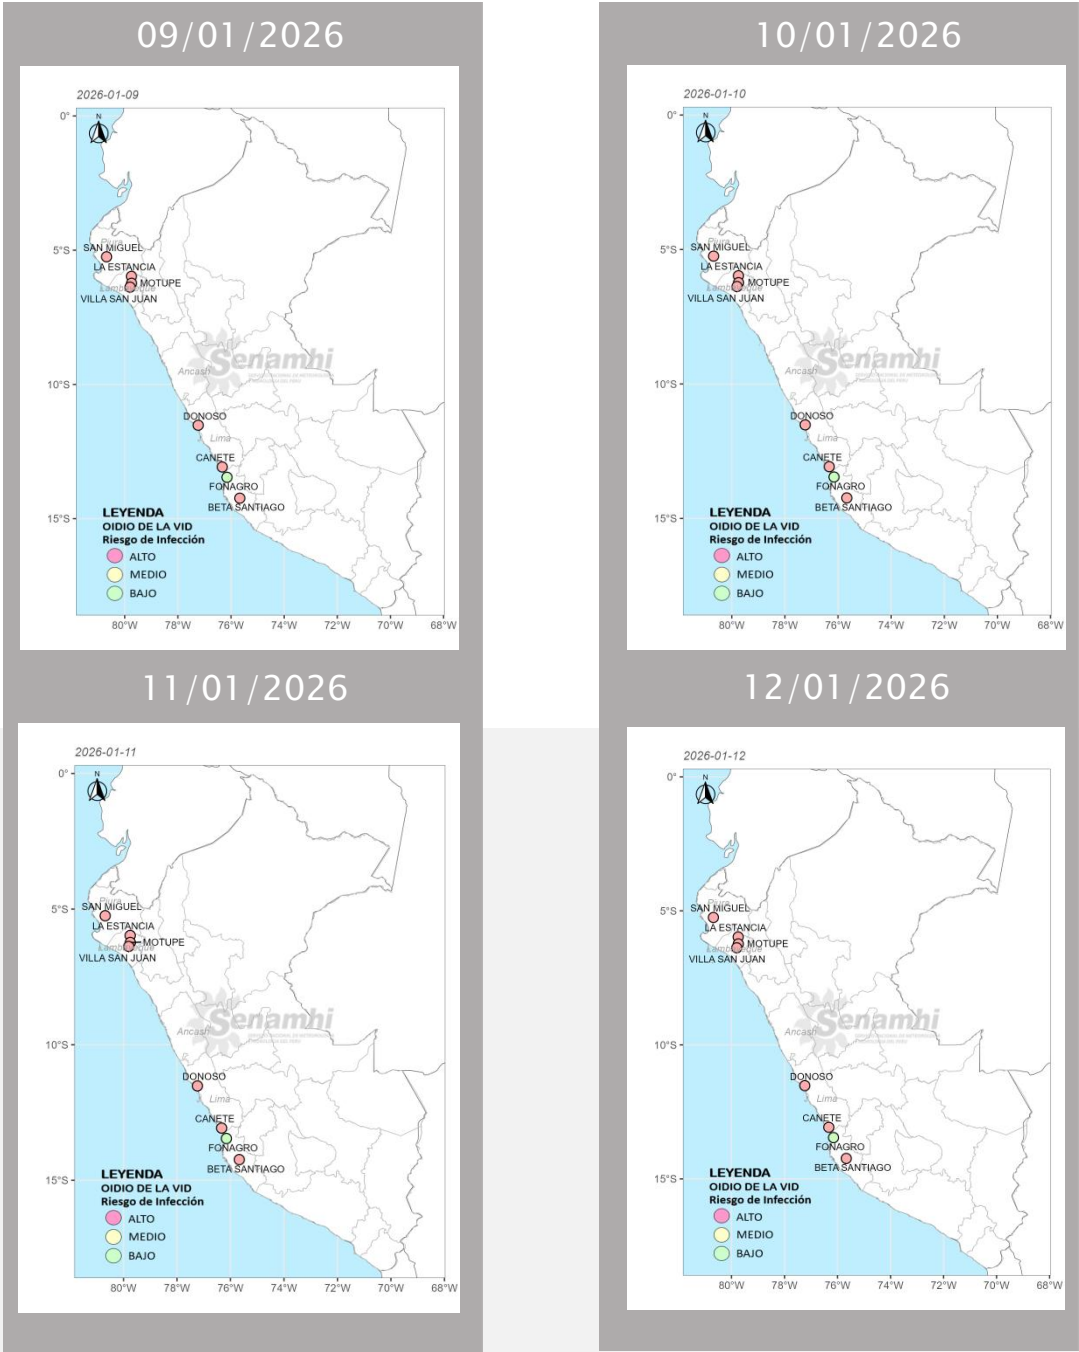 09/01/2026
2026-01-09
N
0°
5°S
10°S
15°S
Piura
SAN MIGUEL
LA ESTANCIA
MOTUPE
Lambayeque
VILLA SAN JUAN
Senamhi
Ancash
DONOSO
Lima
CANETE
FONAGRO
BETA SANTIAGO
LEYENDA
OIDIO DE LA VID
Riesgo de Infección
ALTO
MEDIO
BAJO
80°W 78°W 76°W 74°W 72°W 70°W 68°W
10/01/2026
2026-01-10
N
0°
5°S
10°S
15°S
Piura
SAN MIGUEL
LA ESTANCIA
MOTUPE
Lambayeque
VILLA SAN JUAN
Senamhi
Ancash
DONOSO
Lima
CANETE
FONAGRO
BETA SANTIAGO
LEYENDA
OIDIO DE LA VID
Riesgo de Infección
ALTO
MEDIO
BAJO
80°W 78°W 76°W 74°W 72°W 70°W 68°W
11/01/2026
2026-01-11
N
0°
5°S
10°S
15°S
Piura
SAN MIGUEL
LA ESTANCIA
MOTUPE
Lambayeque
VILLA SAN JUAN
Senamhi
Ancash
DONOSO
Lima
CANETE
FONAGRO
BETA SANTIAGO
LEYENDA
OIDIO DE LA VID
Riesgo de Infección
ALTO
MEDIO
BAJO
80°W 78°W 76°W 74°W 72°W 70°W 68°W
12/01/2026
2026-01-12
N
0°
5°S
10°S
15°S
Piura
SAN MIGUEL
LA ESTANCIA
MOTUPE
Lambayeque
VILLA SAN JUAN
Senamhi
Ancash
DONOSO
Lima
CANETE
FONAGRO
BETA SANTIAGO
LEYENDA
OIDIO DE LA VID
Riesgo de Infección
ALTO
MEDIO
BAJO
80°W 78°W 76°W 74°W 72°W 70°W 68°W